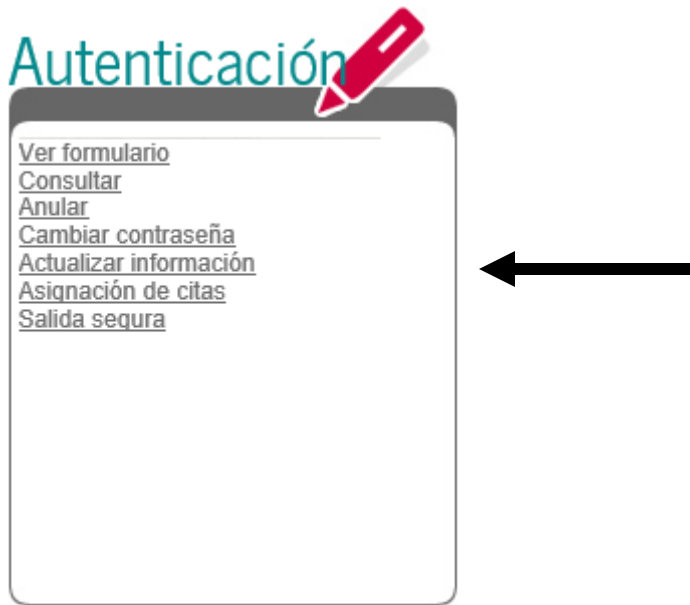 Autenticación
Ver formulario
Consultar
Anular
Cambiar contraseña
Actualizar información
Asignación de citas
Salida segura